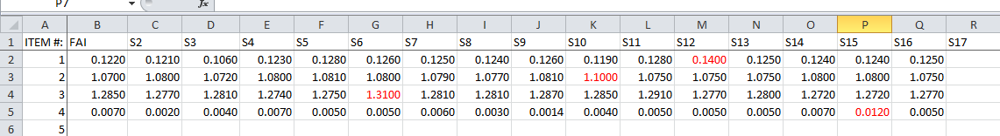 P7 fx
A B C D E F G H I J K L M N O P Q R
1 ITEM #: FAI S2 S3 S4 S5 S6 S7 S8 S9 S10 S11 S12 S13 S14 S15 S16 S17
2 1 0.1220 0.1210 0.1060 0.1230 0.1280 0.1260 0.1250 0.1240 0.1260 0.1190 0.1280 0.1400 0.1250 0.1240 0.1240 0.1250
3 2 1.0700 1.0800 1.0720 1.0800 1.0810 1.0800 1.0790 1.0770 1.0810 1.1000 1.0750 1.0750 1.0750 1.0800 1.0800 1.0750
4 3 1.2850 1.2770 1.2810 1.2740 1.2750 1.3100 1.2810 1.2810 1.2870 1.2850 1.2910 1.2770 1.2800 1.2720 1.2720 1.2770
5 4 0.0070 0.0020 0.0040 0.0070 0.0050 0.0050 0.0060 0.0030 0.0014 0.0040 0.0050 0.0050 0.0050 0.0070 0.0120 0.0050
6 5